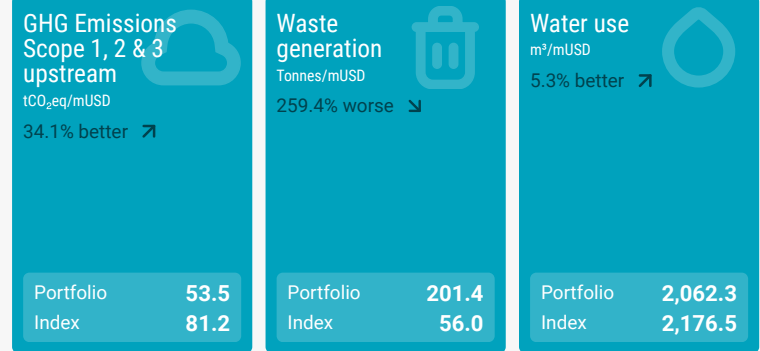 GHG Emissions
Scope 1, 2 & 3
upstream
tCO₂eq/mUSD
34.1% better
Portfolio 53.5
Index 81.2
Waste
generation
Tonnes/mUSD
259.4% worse
Portfolio 201.4
Index 56.0
Water use
m³/mUSD
5.3% better
Portfolio 2,062.3
Index 2,176.5